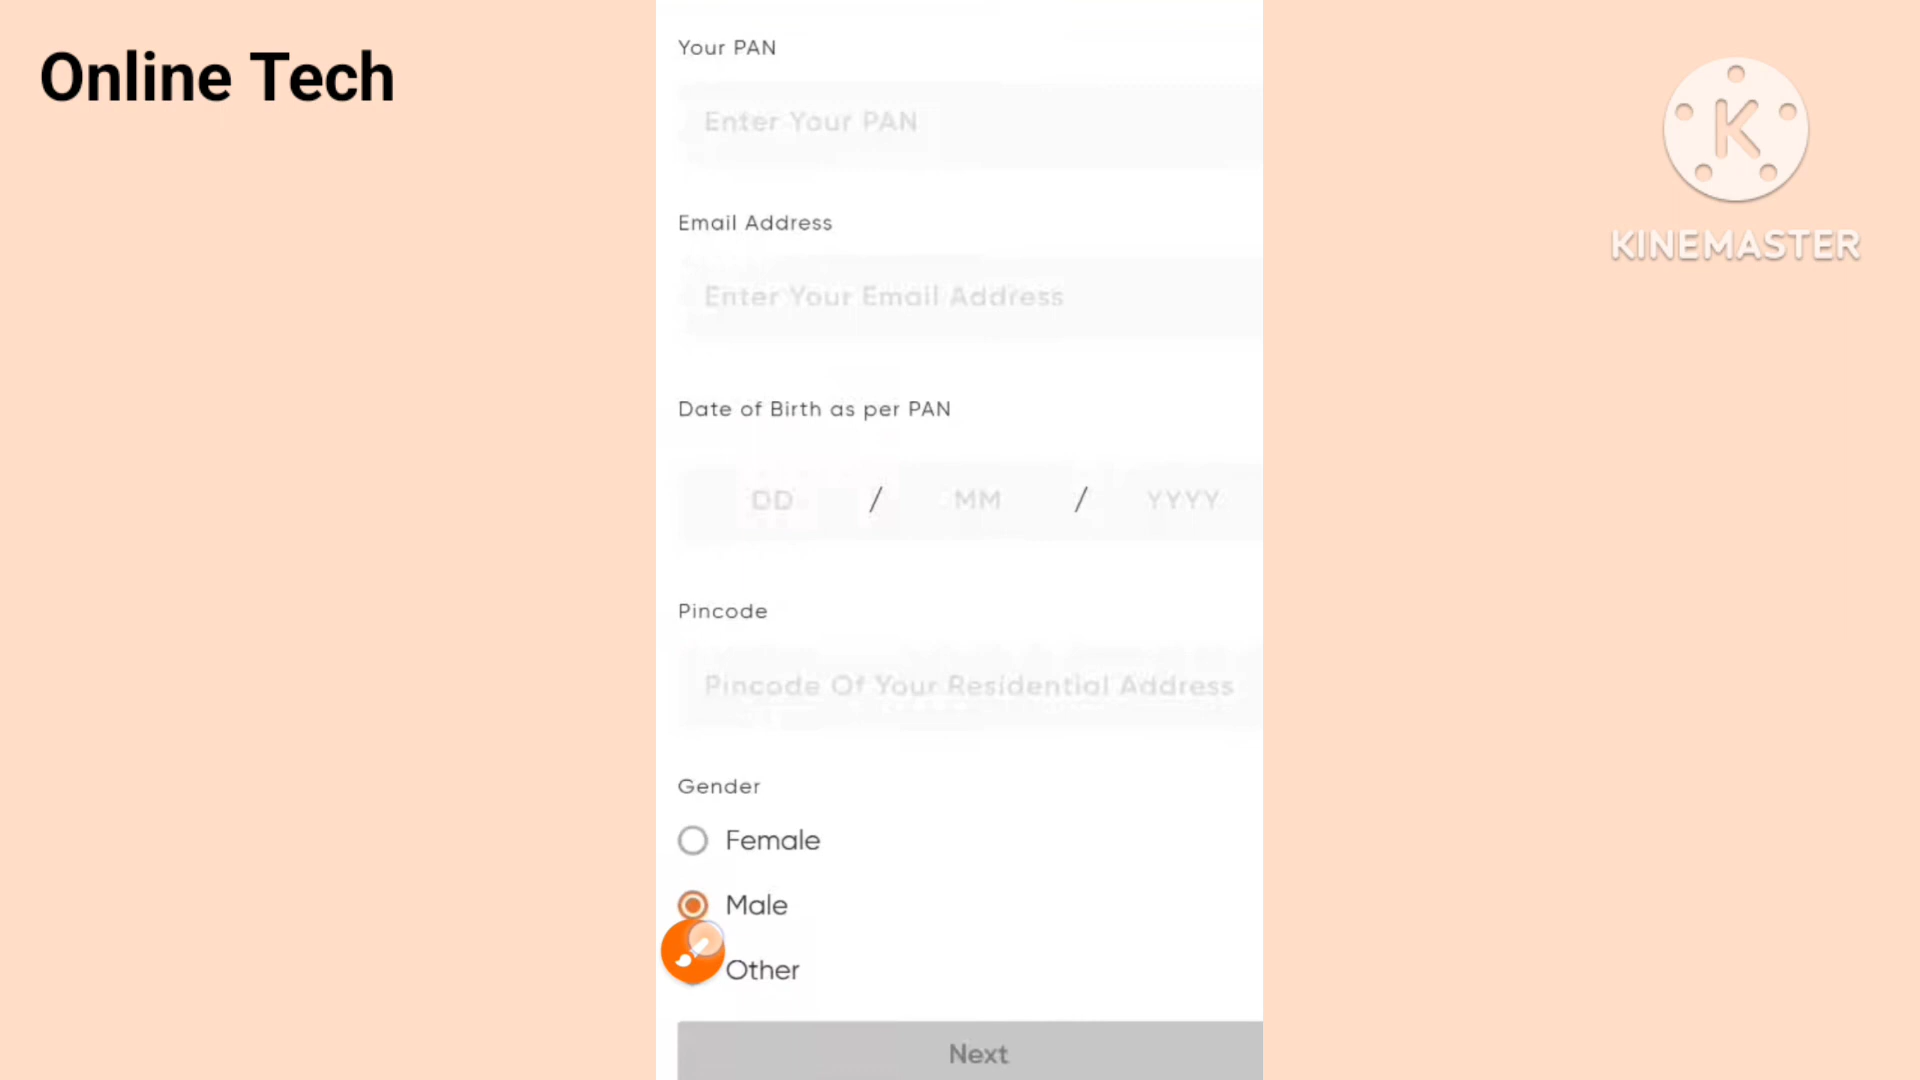 Online Tech
K
KINEMASTER
Your PAN
Enter Your PAN
Email Address
Enter Your Email Address
Date of Birth as per PAN
DD / MM / YYYY
Pincode
Pincode Of Your Residential Address
Gender
Female
Male
Other
Next